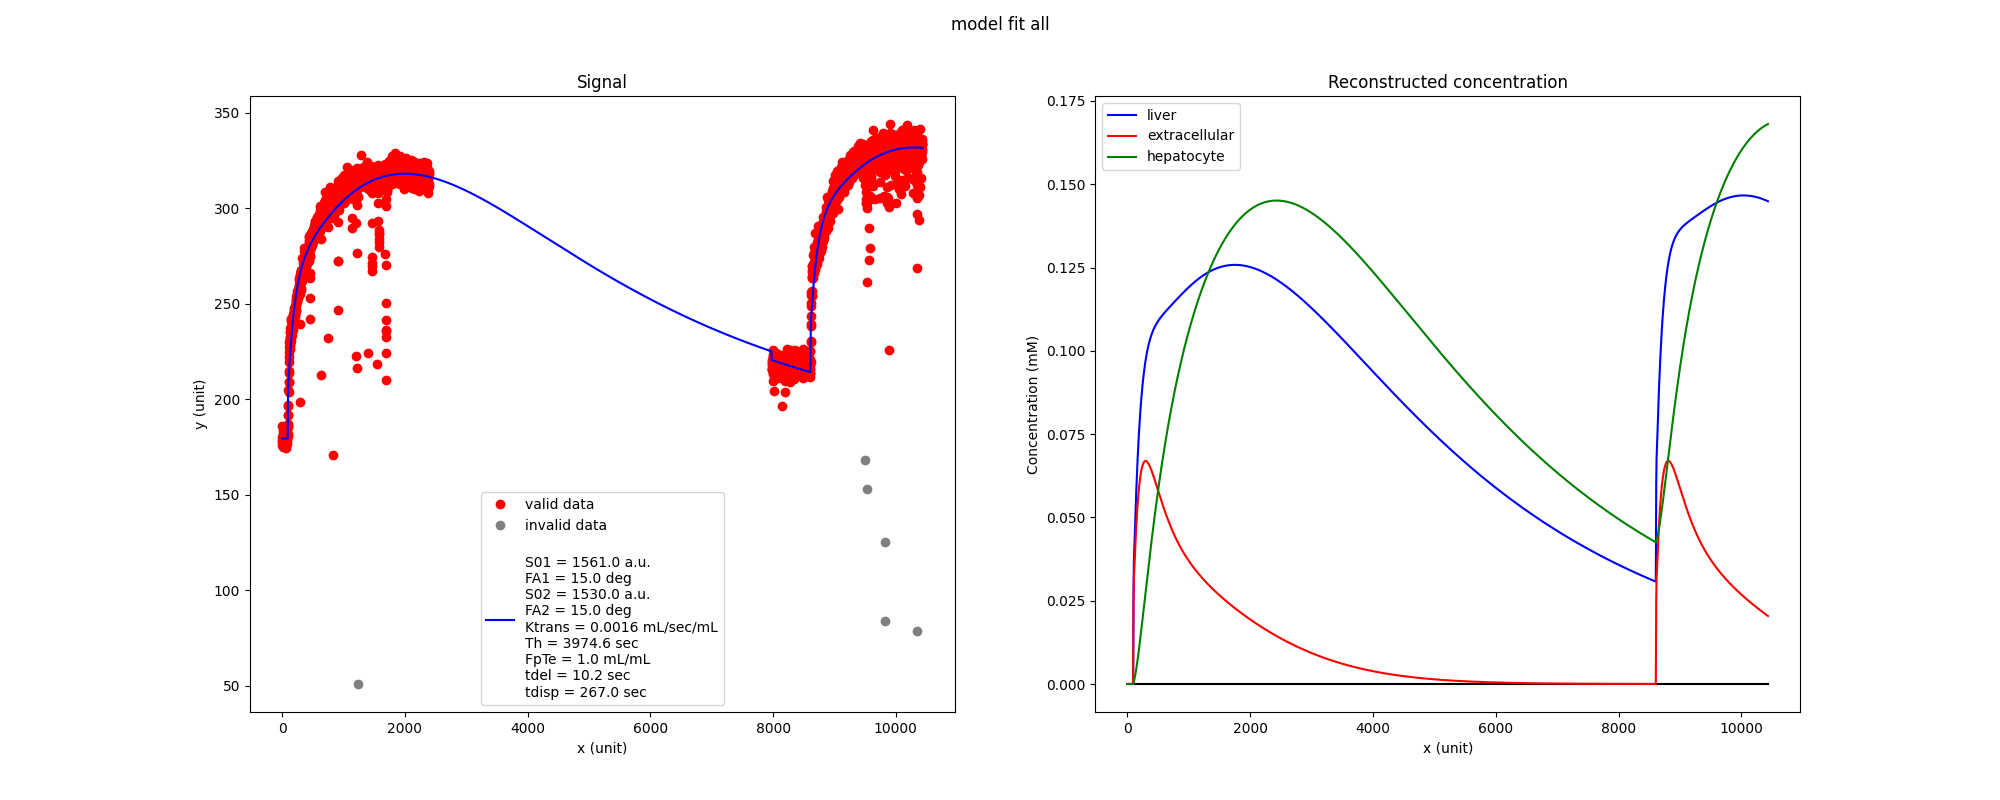 model fit all
Signal
350
300
250
200
150
100
50
y (unit)
valid data
invalid data
S01 = 1561.0 a.u.
FA1 = 15.0 deg
S02 = 1530.0 a.u.
FA2 = 15.0 deg
Ktrans = 0.0016 mL/sec/mL
Th = 3974.6 sec
FpTe = 1.0 mL/mL
tdel = 10.2 sec
tdisp = 267.0 sec
0 2000 4000 6000 8000 10000
x (unit)
Reconstructed concentration
0.175
0.150
0.125
0.100
0.075
0.050
0.025
0.000
Concentration (mM)
liver
extracellular
hepatocyte
0 2000 4000 6000 8000 10000
x (unit)